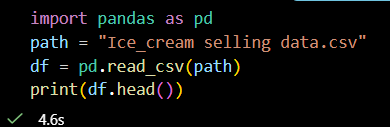 import pandas as pd
path = "Ice_cream selling data.csv"
df = pd.read_csv(path)
print(df.head())
4.6s